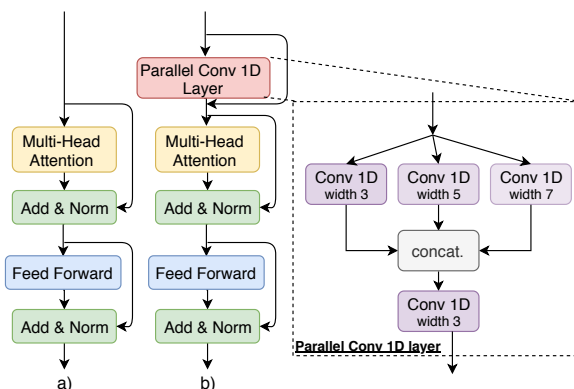 Multi-Head
Attention
Add & Norm
Feed Forward
Add & Norm
a)
Parallel Conv 1D
Layer
Multi-Head
Attention
Add & Norm
Feed Forward
Add & Norm
b)
Conv 1D
width 3
Conv 1D
width 5
Conv 1D
width 7
concat.
Conv 1D
width 3
Parallel Conv 1D layer